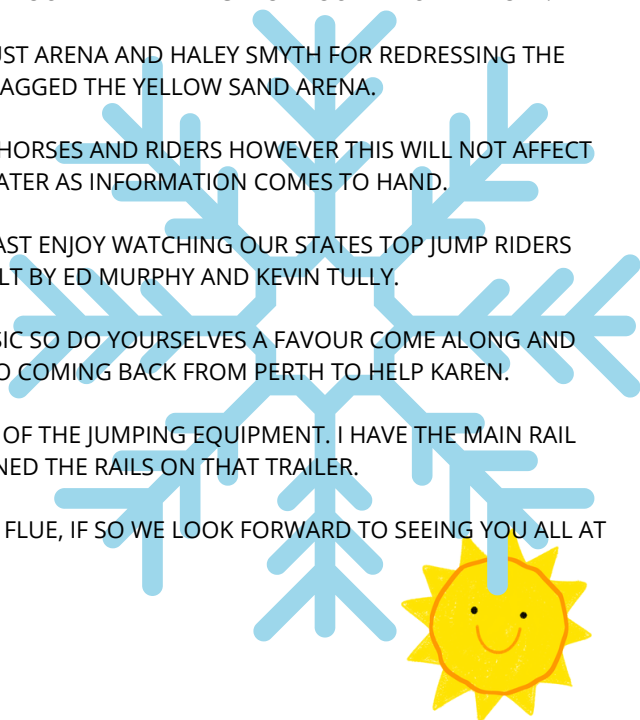 UST ARENA AND HALEY SMYTH FOR REDRESSING THE
AGGED THE YELLOW SAND ARENA.
HORSES AND RIDERS HOWEVER THIS WILL NOT AFFECT
ATER AS INFORMATION COMES TO HAND.
AST ENJOY WATCHING OUR STATES TOP JUMP RIDERS
LT BY ED MURPHY AND KEVIN TULLY.
SIC SO DO YOURSELVES A FAVOUR COME ALONG AND
O COMING BACK FROM PERTH TO HELP KAREN.
OF THE JUMPING EQUIPMENT. I HAVE THE MAIN RAIL
NED THE RAILS ON THAT TRAILER.
FLUE, IF SO WE LOOK FORWARD TO SEEING YOU ALL AT